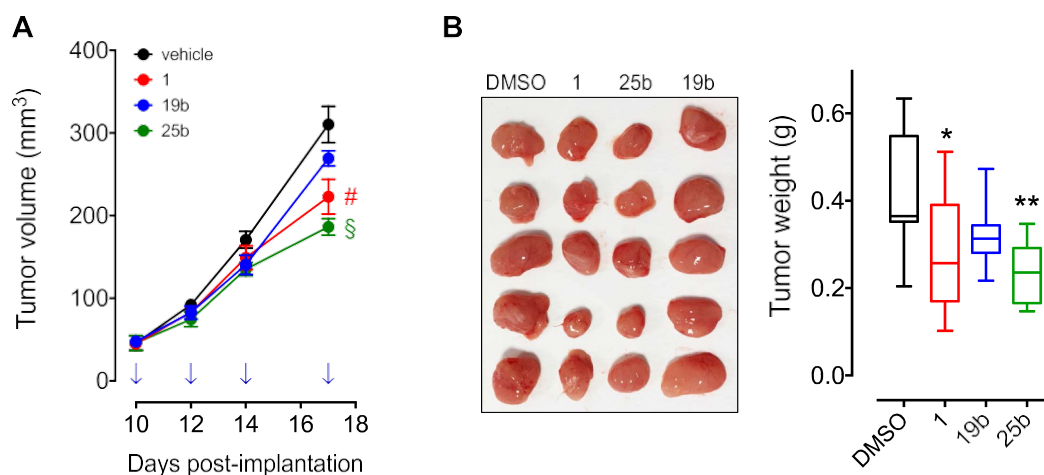 A
Tumor volume (mm³)
400
300
200
100
0
vehicle
1
19b
25b
#
§
↓ ↓ ↓ ↓
10 12 14 16 18
Days post-implantation
B
DMSO 1 25b 19b
Tumor weight (g)
0.6
0.4
0.2
0.0
*
**
DMSO
1
19b
25b